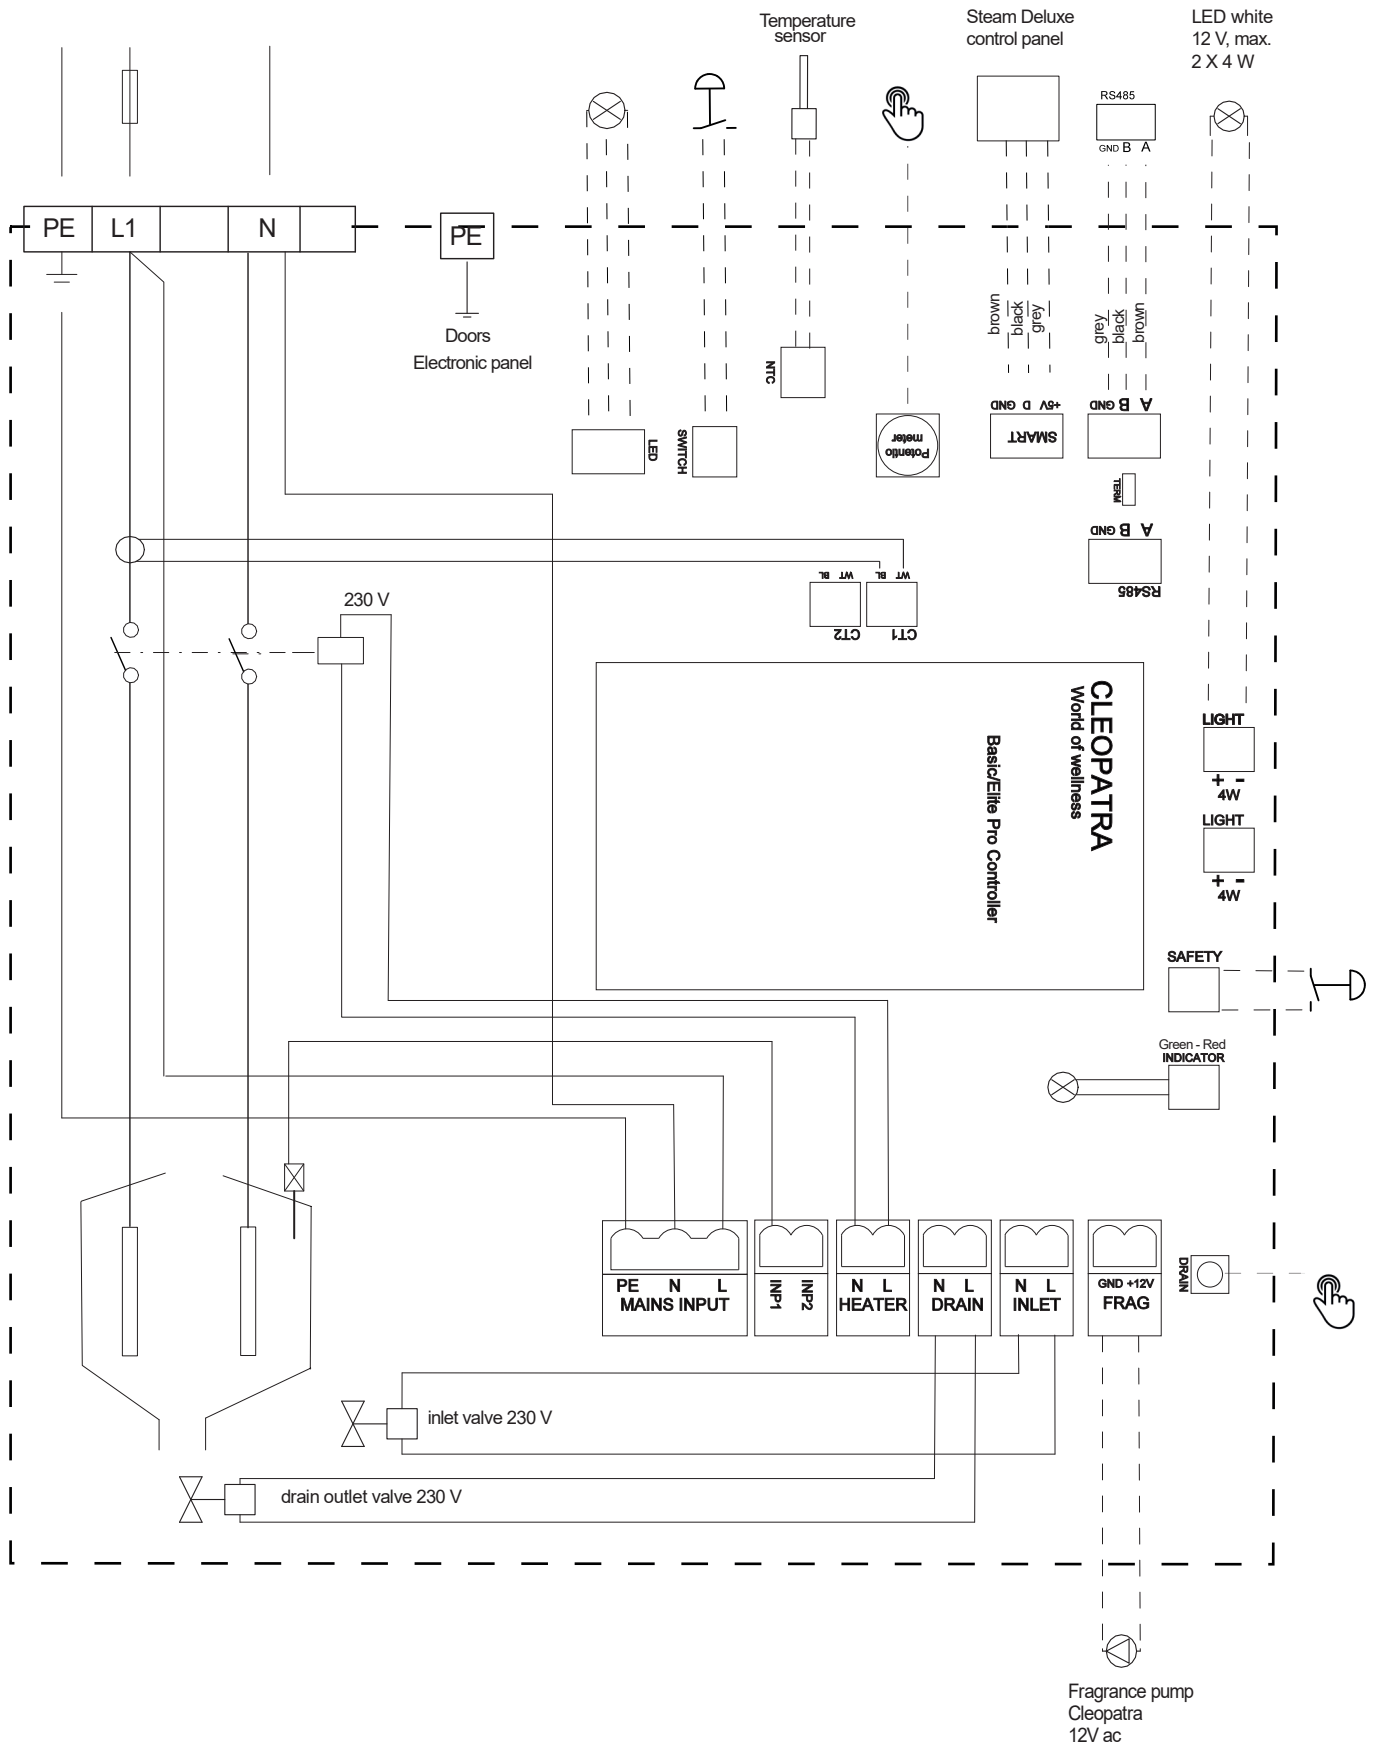 Temperature
sensor
Steam Deluxe
control panel
LED white
12 V, max.
2 X 4 W
RS485
GND B A
PE L1 N
PE
Doors
Electronic panel
brown
black
grey
grey
black
brown
NTC
+5V D GND
SMART
A B GND
LED
SWITCH
Potentio
meter
TERM
A B GND
RS485
WT BL
CT2
WT BL
CT1
230 V
CLEOPATRA
World of wellness
Basic/Elite Pro Controller
LIGHT
+ -
4W
LIGHT
+ -
4W
SAFETY
Green - Red
INDICATOR
PE N L
MAINS INPUT
INP1
INP2
N L
HEATER
N L
DRAIN
N L
INLET
GND +12V
FRAG
DRAIN
inlet valve 230 V
drain outlet valve 230 V
Fragrance pump
Cleopatra
12V ac